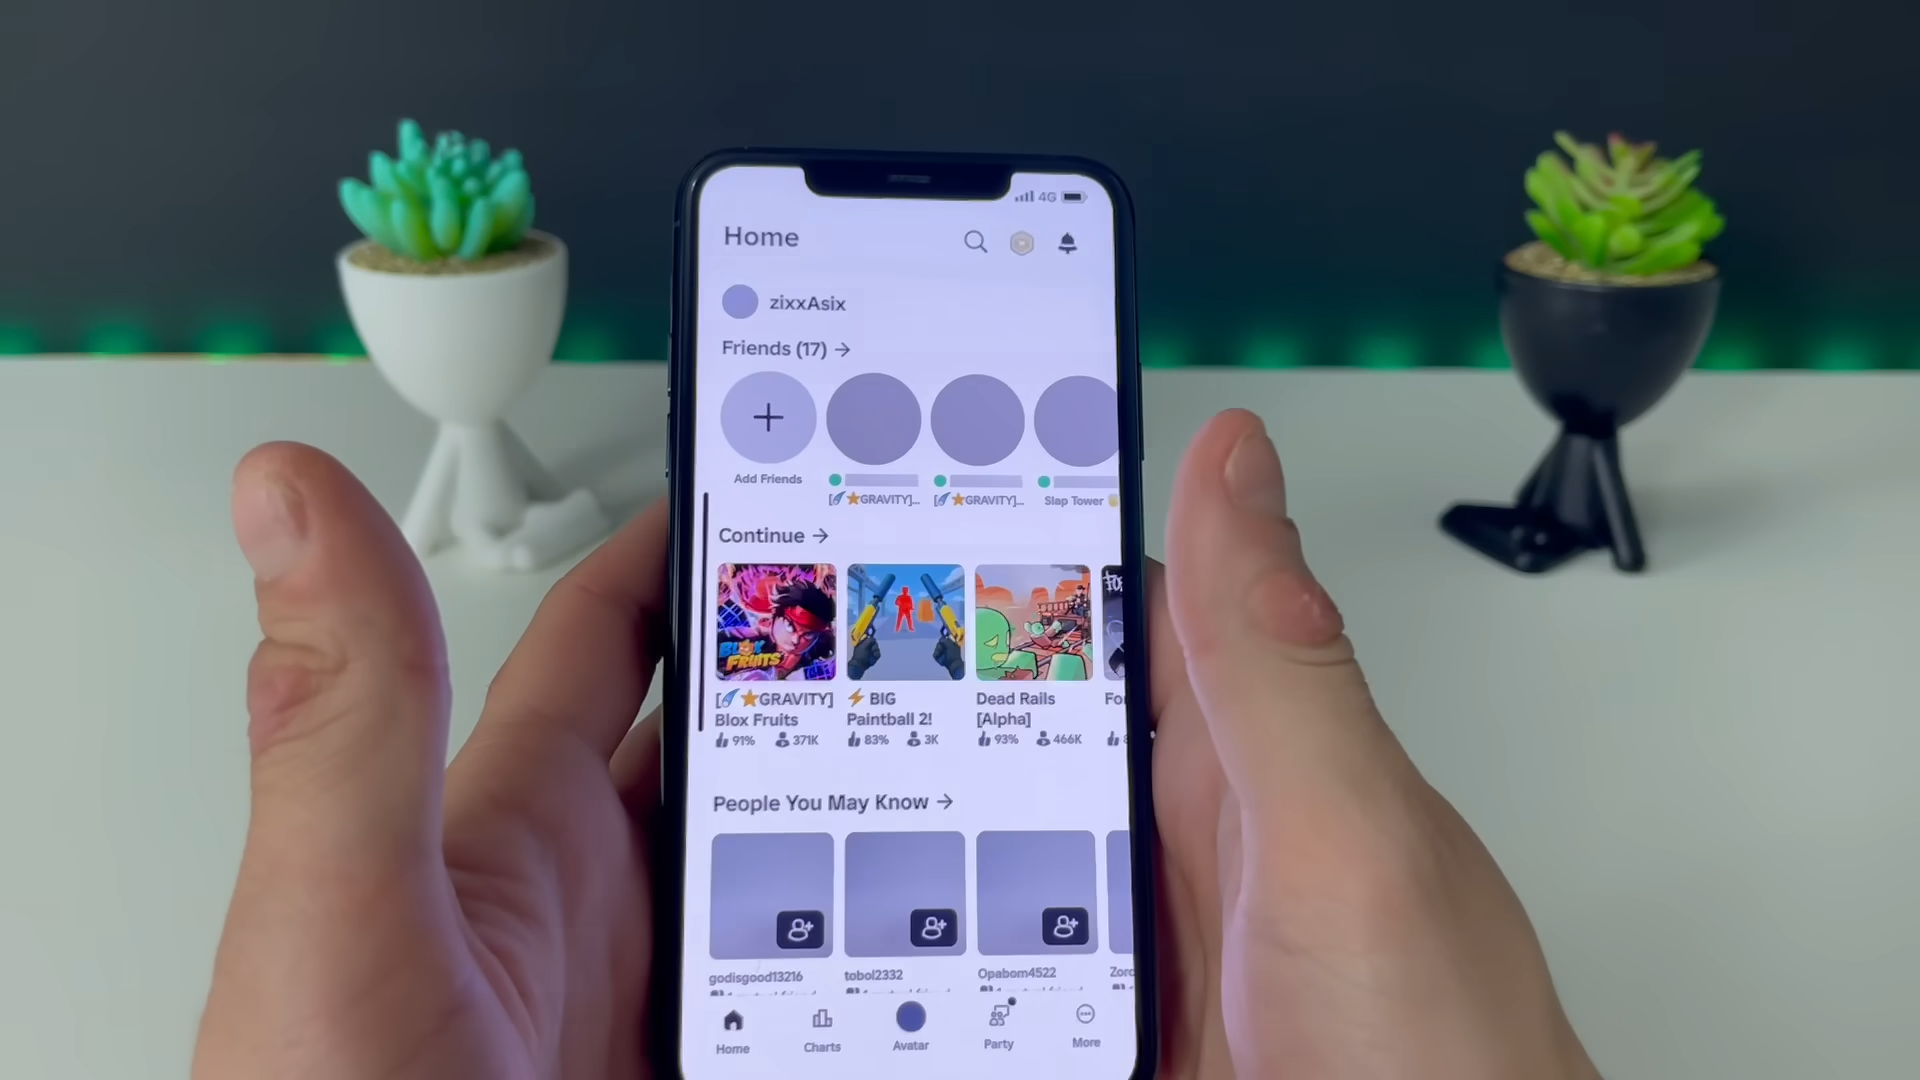 4G
Home
zixxAsix
Friends (17) →
Add Friends
[GRAVITY]...
[GRAVITY]...
Slap Tower
Continue →
BLOX
FRUITS
[GRAVITY]
Blox Fruits
91% 371K
BIG
Paintball 2!
83% 3K
Dead Rails
[Alpha]
93% 466K
People You May Know →
godisgood13216
tobol2332
Opabom4522
Home
Charts
Avatar
Party
More